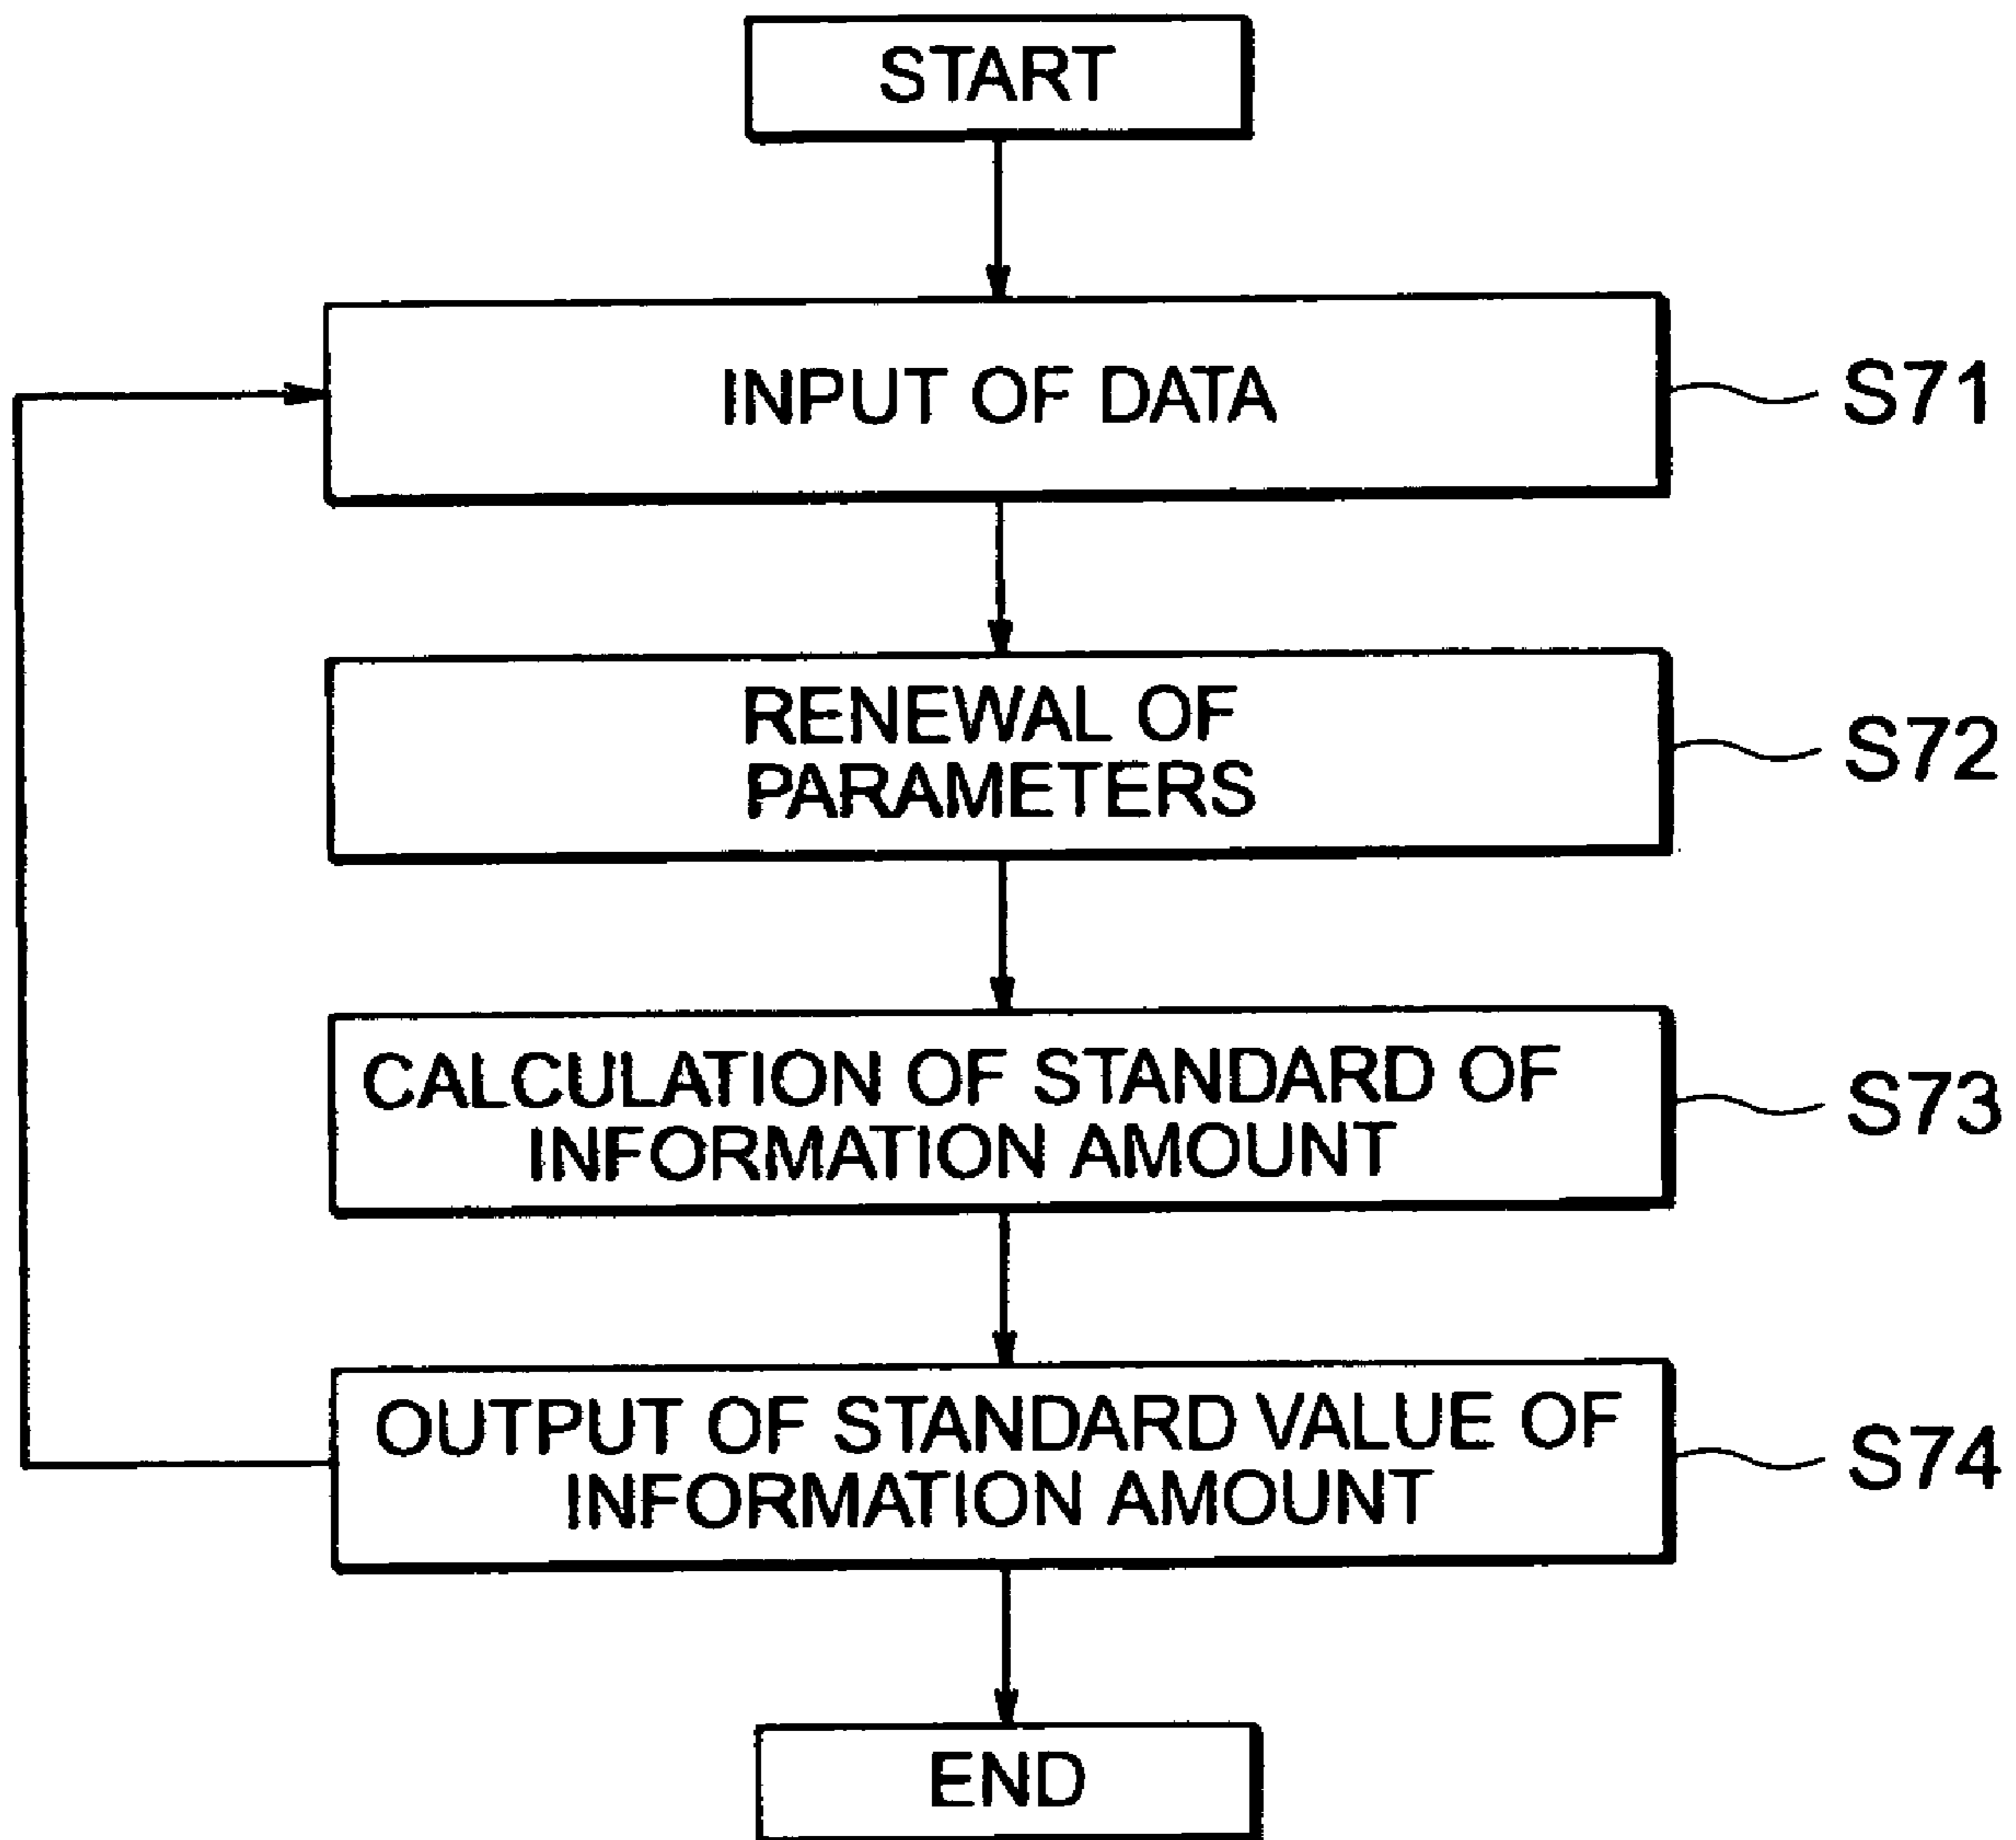 START
INPUT OF DATA
S71
RENEWAL OF
PARAMETERS
S72
CALCULATION OF STANDARD OF
INFORMATION AMOUNT
S73
OUTPUT OF STANDARD VALUE OF
INFORMATION AMOUNT
S74
END